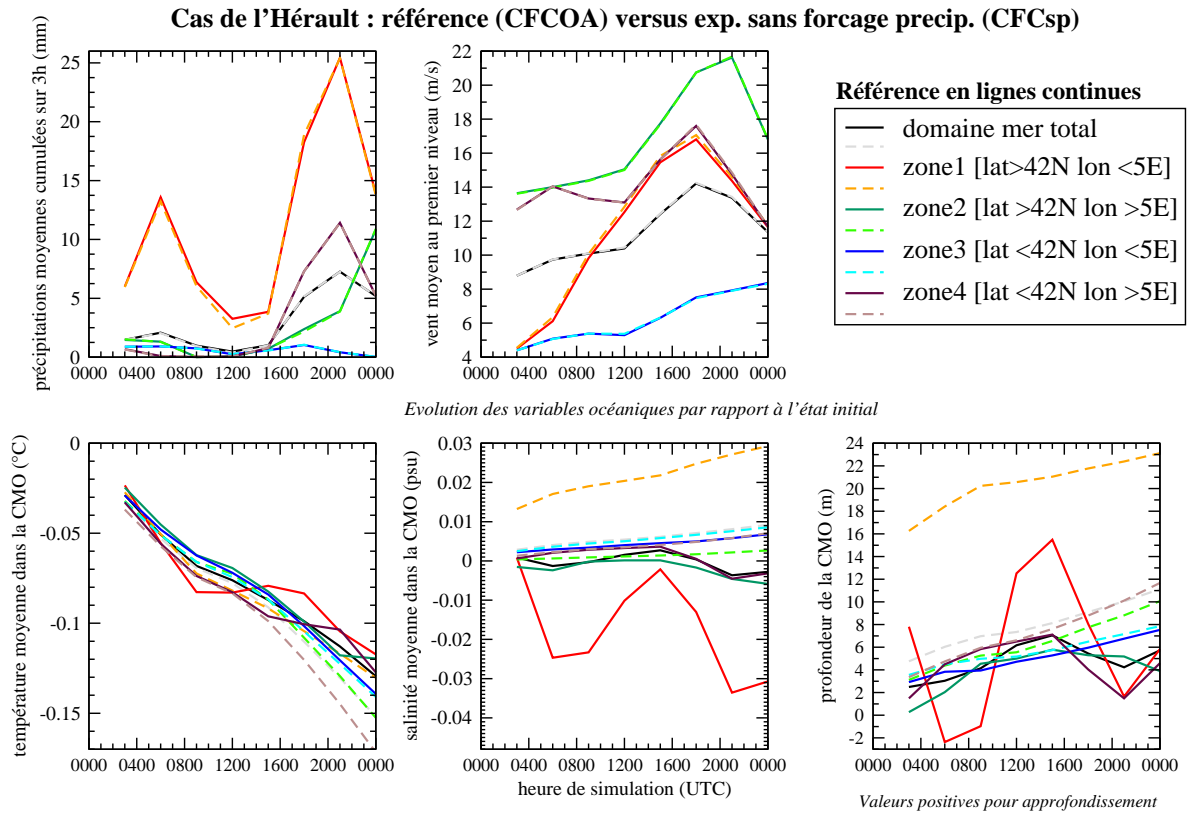 Cas de l'Hérault : référence (CFCOA) versus exp. sans forcage precip. (CFCsp)
précipitations moyennes cumulées sur 3h (mm)
25
20
15
10
5
0
0000 0400 0800 1200 1600 2000 0000
vent moyen au premier niveau (m/s)
22
20
18
16
14
12
10
8
6
4
0000 0400 0800 1200 1600 2000 0000
Référence en lignes continues
domaine mer total
zone1 [lat>42N lon <5E]
zone2 [lat >42N lon >5E]
zone3 [lat <42N lon <5E]
zone4 [lat <42N lon >5E]
Evolution des variables océaniques par rapport à l'état initial
température moyenne dans la CMO (°C)
0
-0.05
-0.1
-0.15
0000 0400 0800 1200 1600 2000 0000
salinité moyenne dans la CMO (psu)
0.03
0.02
0.01
0
-0.01
-0.02
-0.03
-0.04
0000 0400 0800 1200 1600 2000 0000
heure de simulation (UTC)
profondeur de la CMO (m)
24
22
20
18
16
14
12
10
8
6
4
2
0
-2
0000 0400 0800 1200 1600 2000 0000
Valeurs positives pour approfondissement